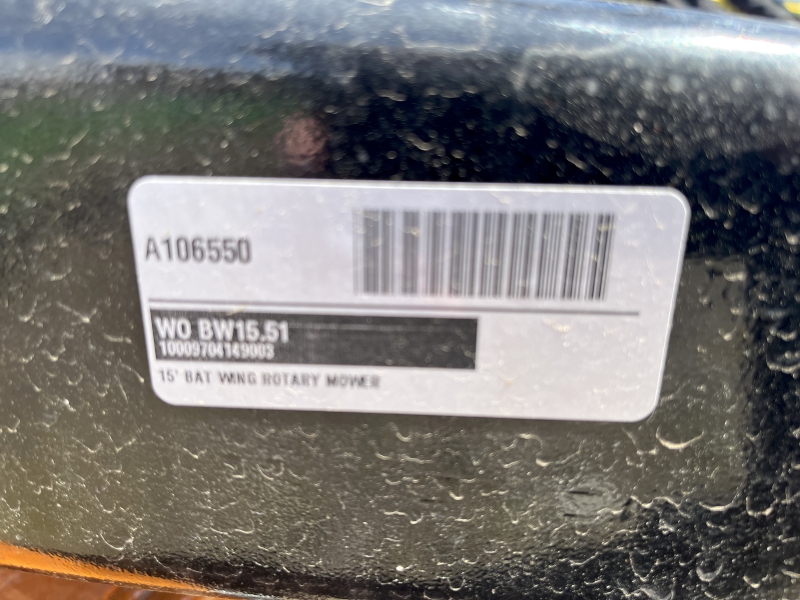 A106550
WO BW15.51
10009704149003
15' BAT WING ROTARY MOWER